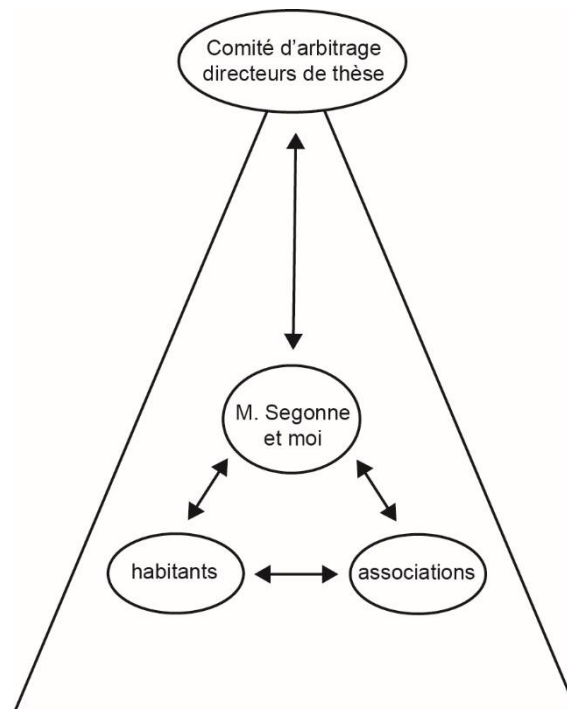 Comité d'arbitrage
directeurs de thèse
M. Segonne
et moi
habitants
associations